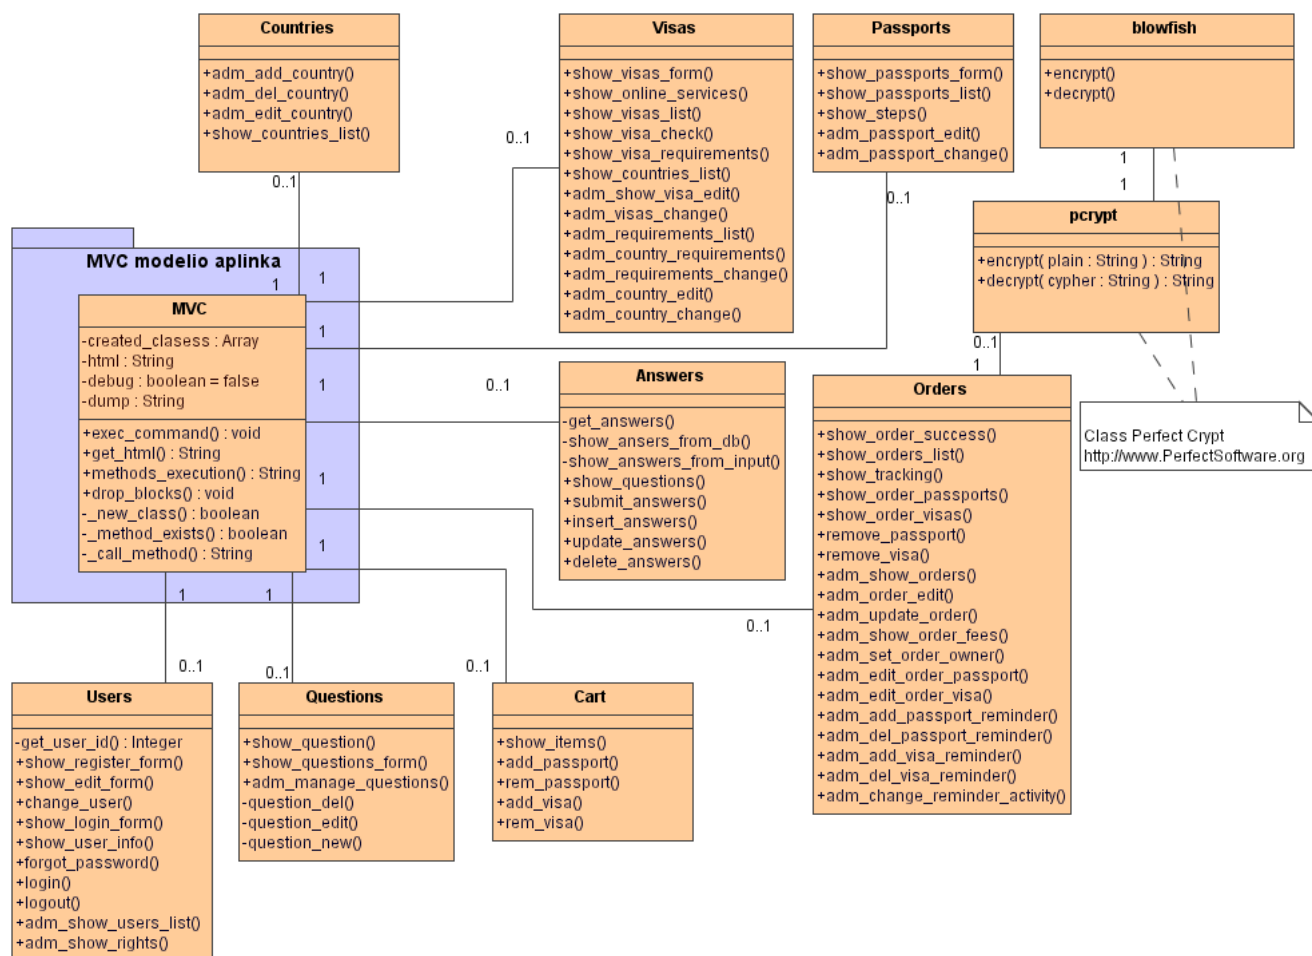 Countries
+adm_add_country()
+adm_del_country()
+adm_edit_country()
+show_countries_list()
0..1
Visas
+show_visas_form()
+show_online_services()
+show_visas_list()
+show_visa_check()
+show_visa_requirements()
+show_countries_list()
+adm_show_visa_edit()
+adm_visas_change()
+adm_requirements_list()
+adm_country_requirements()
+adm_requirements_change()
+adm_country_edit()
+adm_country_change()
0..1
Passports
+show_passports_form()
+show_passports_list()
+show_steps()
+adm_passport_edit()
+adm_passport_change()
0..1
blowfish
+encrypt()
+decrypt()
1
1
pcrypt
+encrypt( plain : String ) : String
+decrypt( cypher : String ) : String
0..1
1
MVC modelio aplinka
1
1
MVC
-created_clasess : Array
-html : String
-debug : boolean = false
-dump : String
+exec_command() : void
+get_html() : String
+methods_execution() : String
+drop_blocks() : void
-_new_class() : boolean
-_method_exists() : boolean
-_call_method() : String
1
1
1
1
1
1
0..1
Answers
-get_answers()
-show_ansers_from_db()
-show_answers_from_input()
+show_questions()
+submit_answers()
+insert_answers()
+update_answers()
+delete_answers()
Orders
+show_order_success()
+show_orders_list()
+show_tracking()
+show_order_passports()
+show_order_visas()
+remove_passport()
+remove_visa()
+adm_show_orders()
+adm_order_edit()
+adm_update_order()
+adm_show_order_fees()
+adm_set_order_owner()
+adm_edit_order_passport()
+adm_edit_order_visa()
+adm_add_passport_reminder()
+adm_del_passport_reminder()
+adm_add_visa_reminder()
+adm_del_visa_reminder()
+adm_change_reminder_activity()
0..1
Class Perfect Crypt
http://www.PerfectSoftware.org
0..1
Users
-get_user_id() : Integer
+show_register_form()
+show_edit_form()
+change_user()
+show_login_form()
+show_user_info()
+forgot_password()
+login()
+logout()
+adm_show_users_list()
+adm_show_rights()
0..1
Questions
+show_question()
+show_questions_form()
+adm_manage_questions()
-question_del()
-question_edit()
-question_new()
0..1
Cart
+show_items()
+add_passport()
+rem_passport()
+add_visa()
+rem_visa()